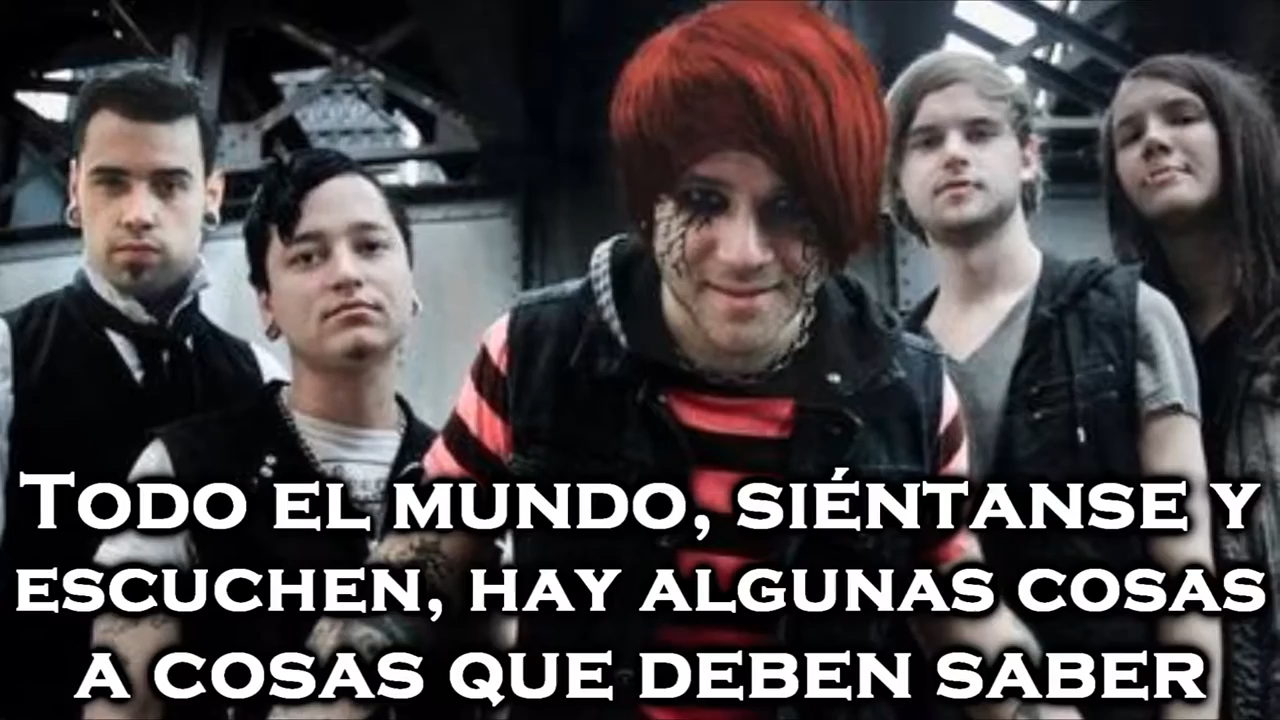 TODO EL MUNDO, SIÉNTANSE Y
ESCUCHEN, HAY ALGUNAS COSAS
A COSAS QUE DEBEN SABER